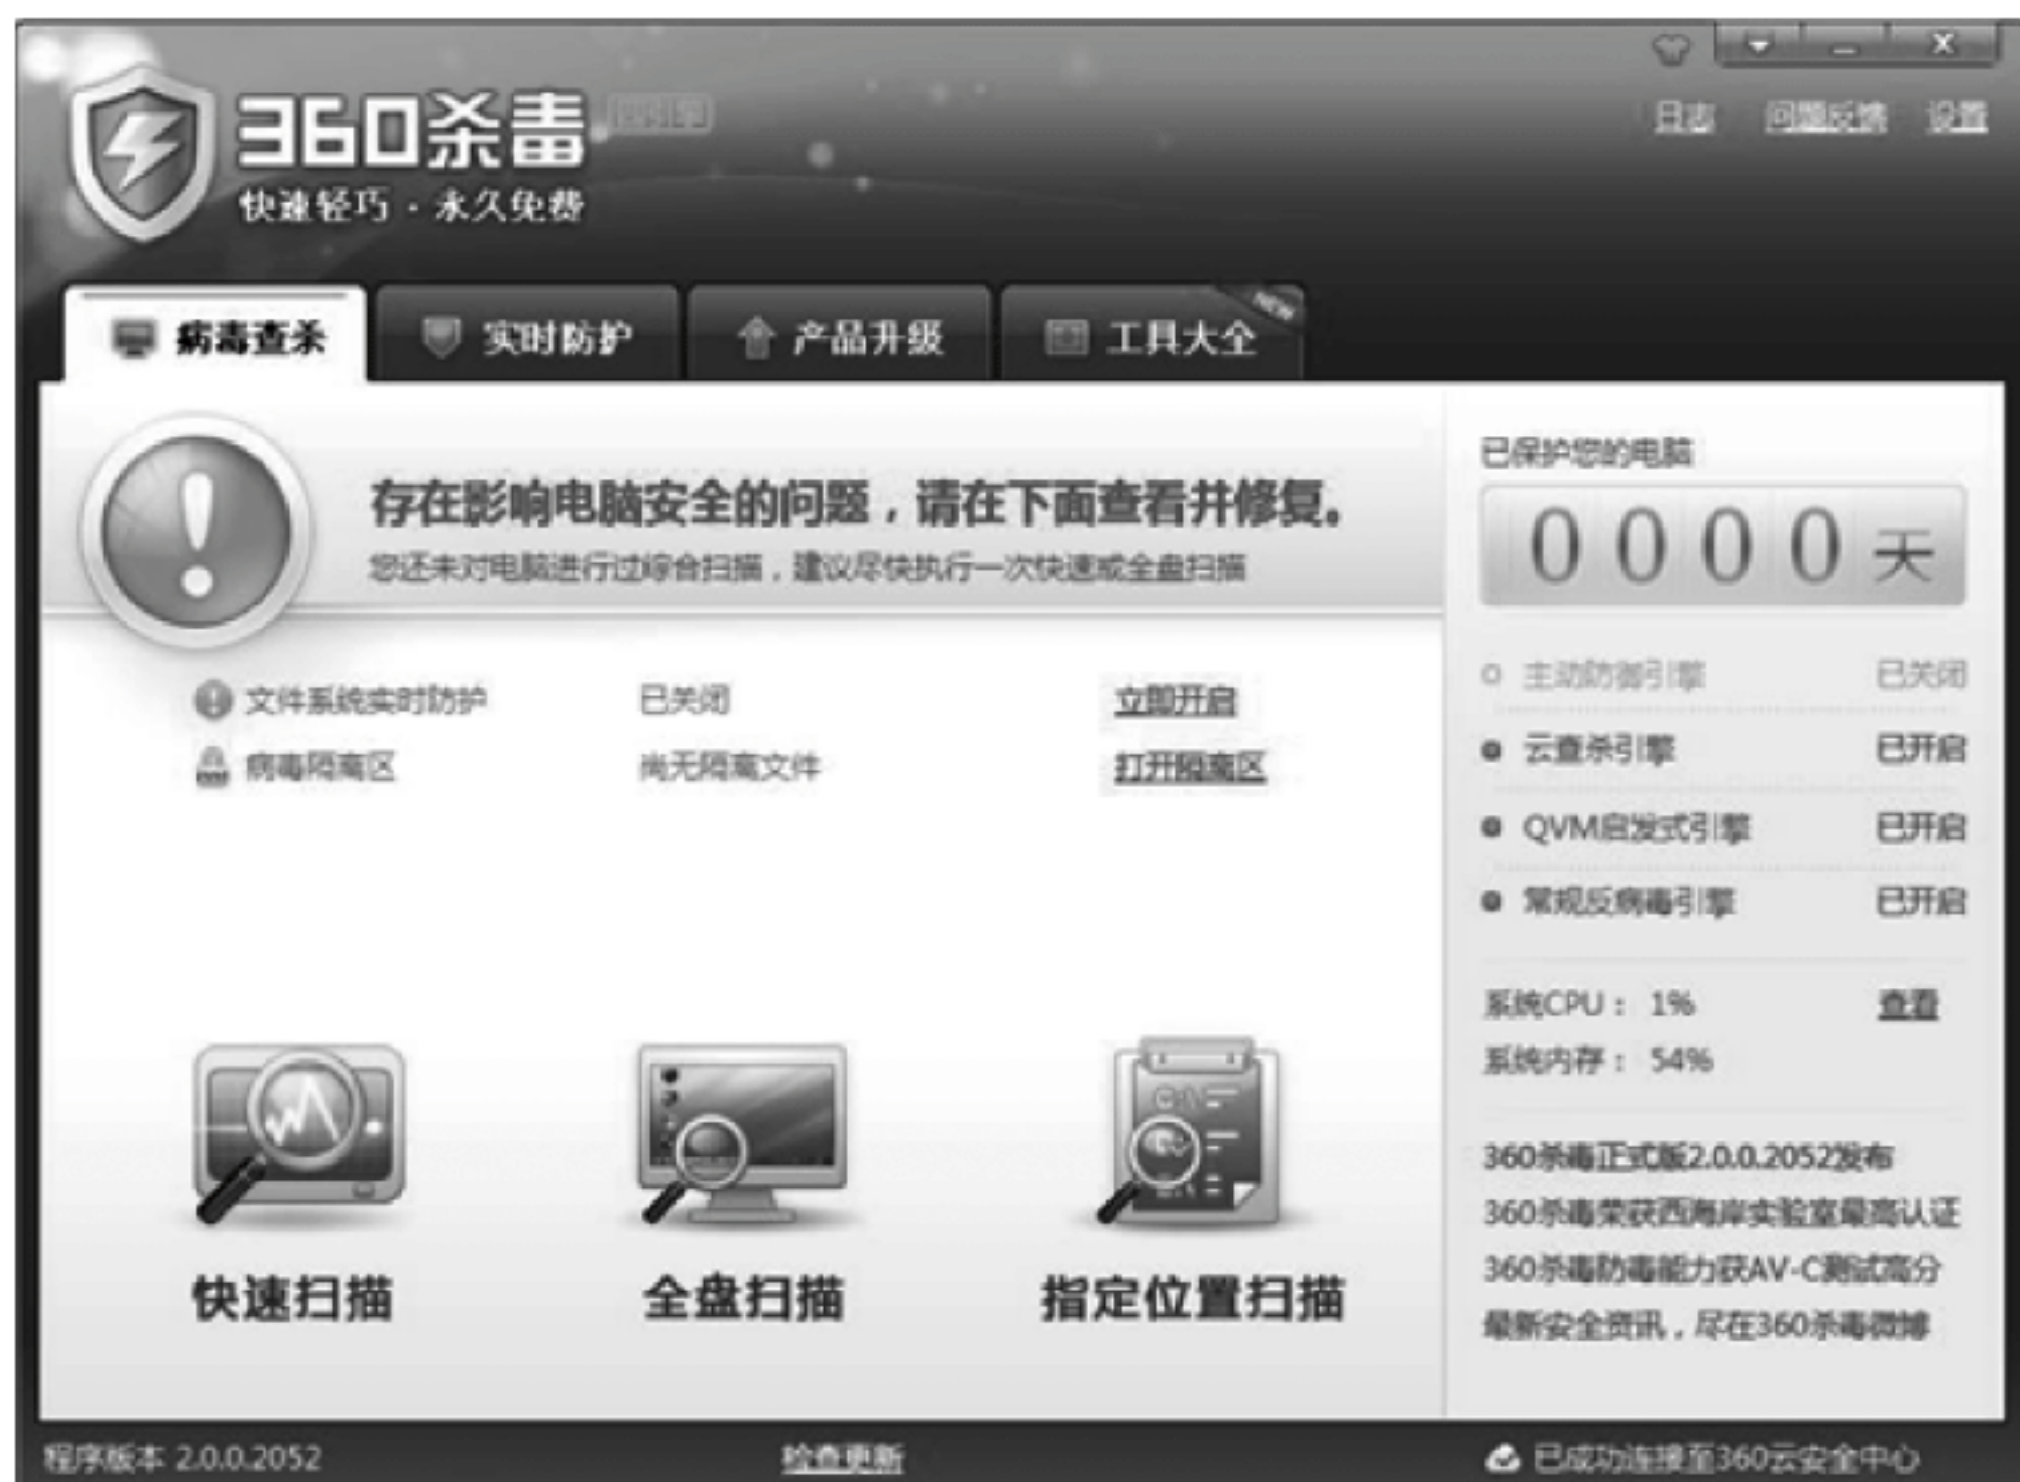 360杀毒
快速轻巧 · 永久免费
日志 问题反馈 设置
病毒查杀 实时防护 产品升级 工具大全 NEW
存在影响电脑安全的问题，请在下面查看并修复。
您还未对电脑进行过综合扫描，建议尽快执行一次快速或全盘扫描
文件系统实时防护 已关闭 立即开启
病毒隔离区 尚无隔离文件 打开隔离区
快速扫描 全盘扫描 指定位置扫描
已保护您的电脑
0000天
主动防御引擎 已关闭
云查杀引擎 已开启
QVM启发式引擎 已开启
常规反病毒引擎 已开启
系统CPU： 1% 查看
系统内存： 54%
360杀毒正式版2.0.0.2052发布
360杀毒荣获西海岸实验室最高认证
360杀毒防毒能力获AV-C测试高分
最新安全资讯，尽在360杀毒微博
程序版本 2.0.0.2052 检查更新 已成功连接至360云安全中心